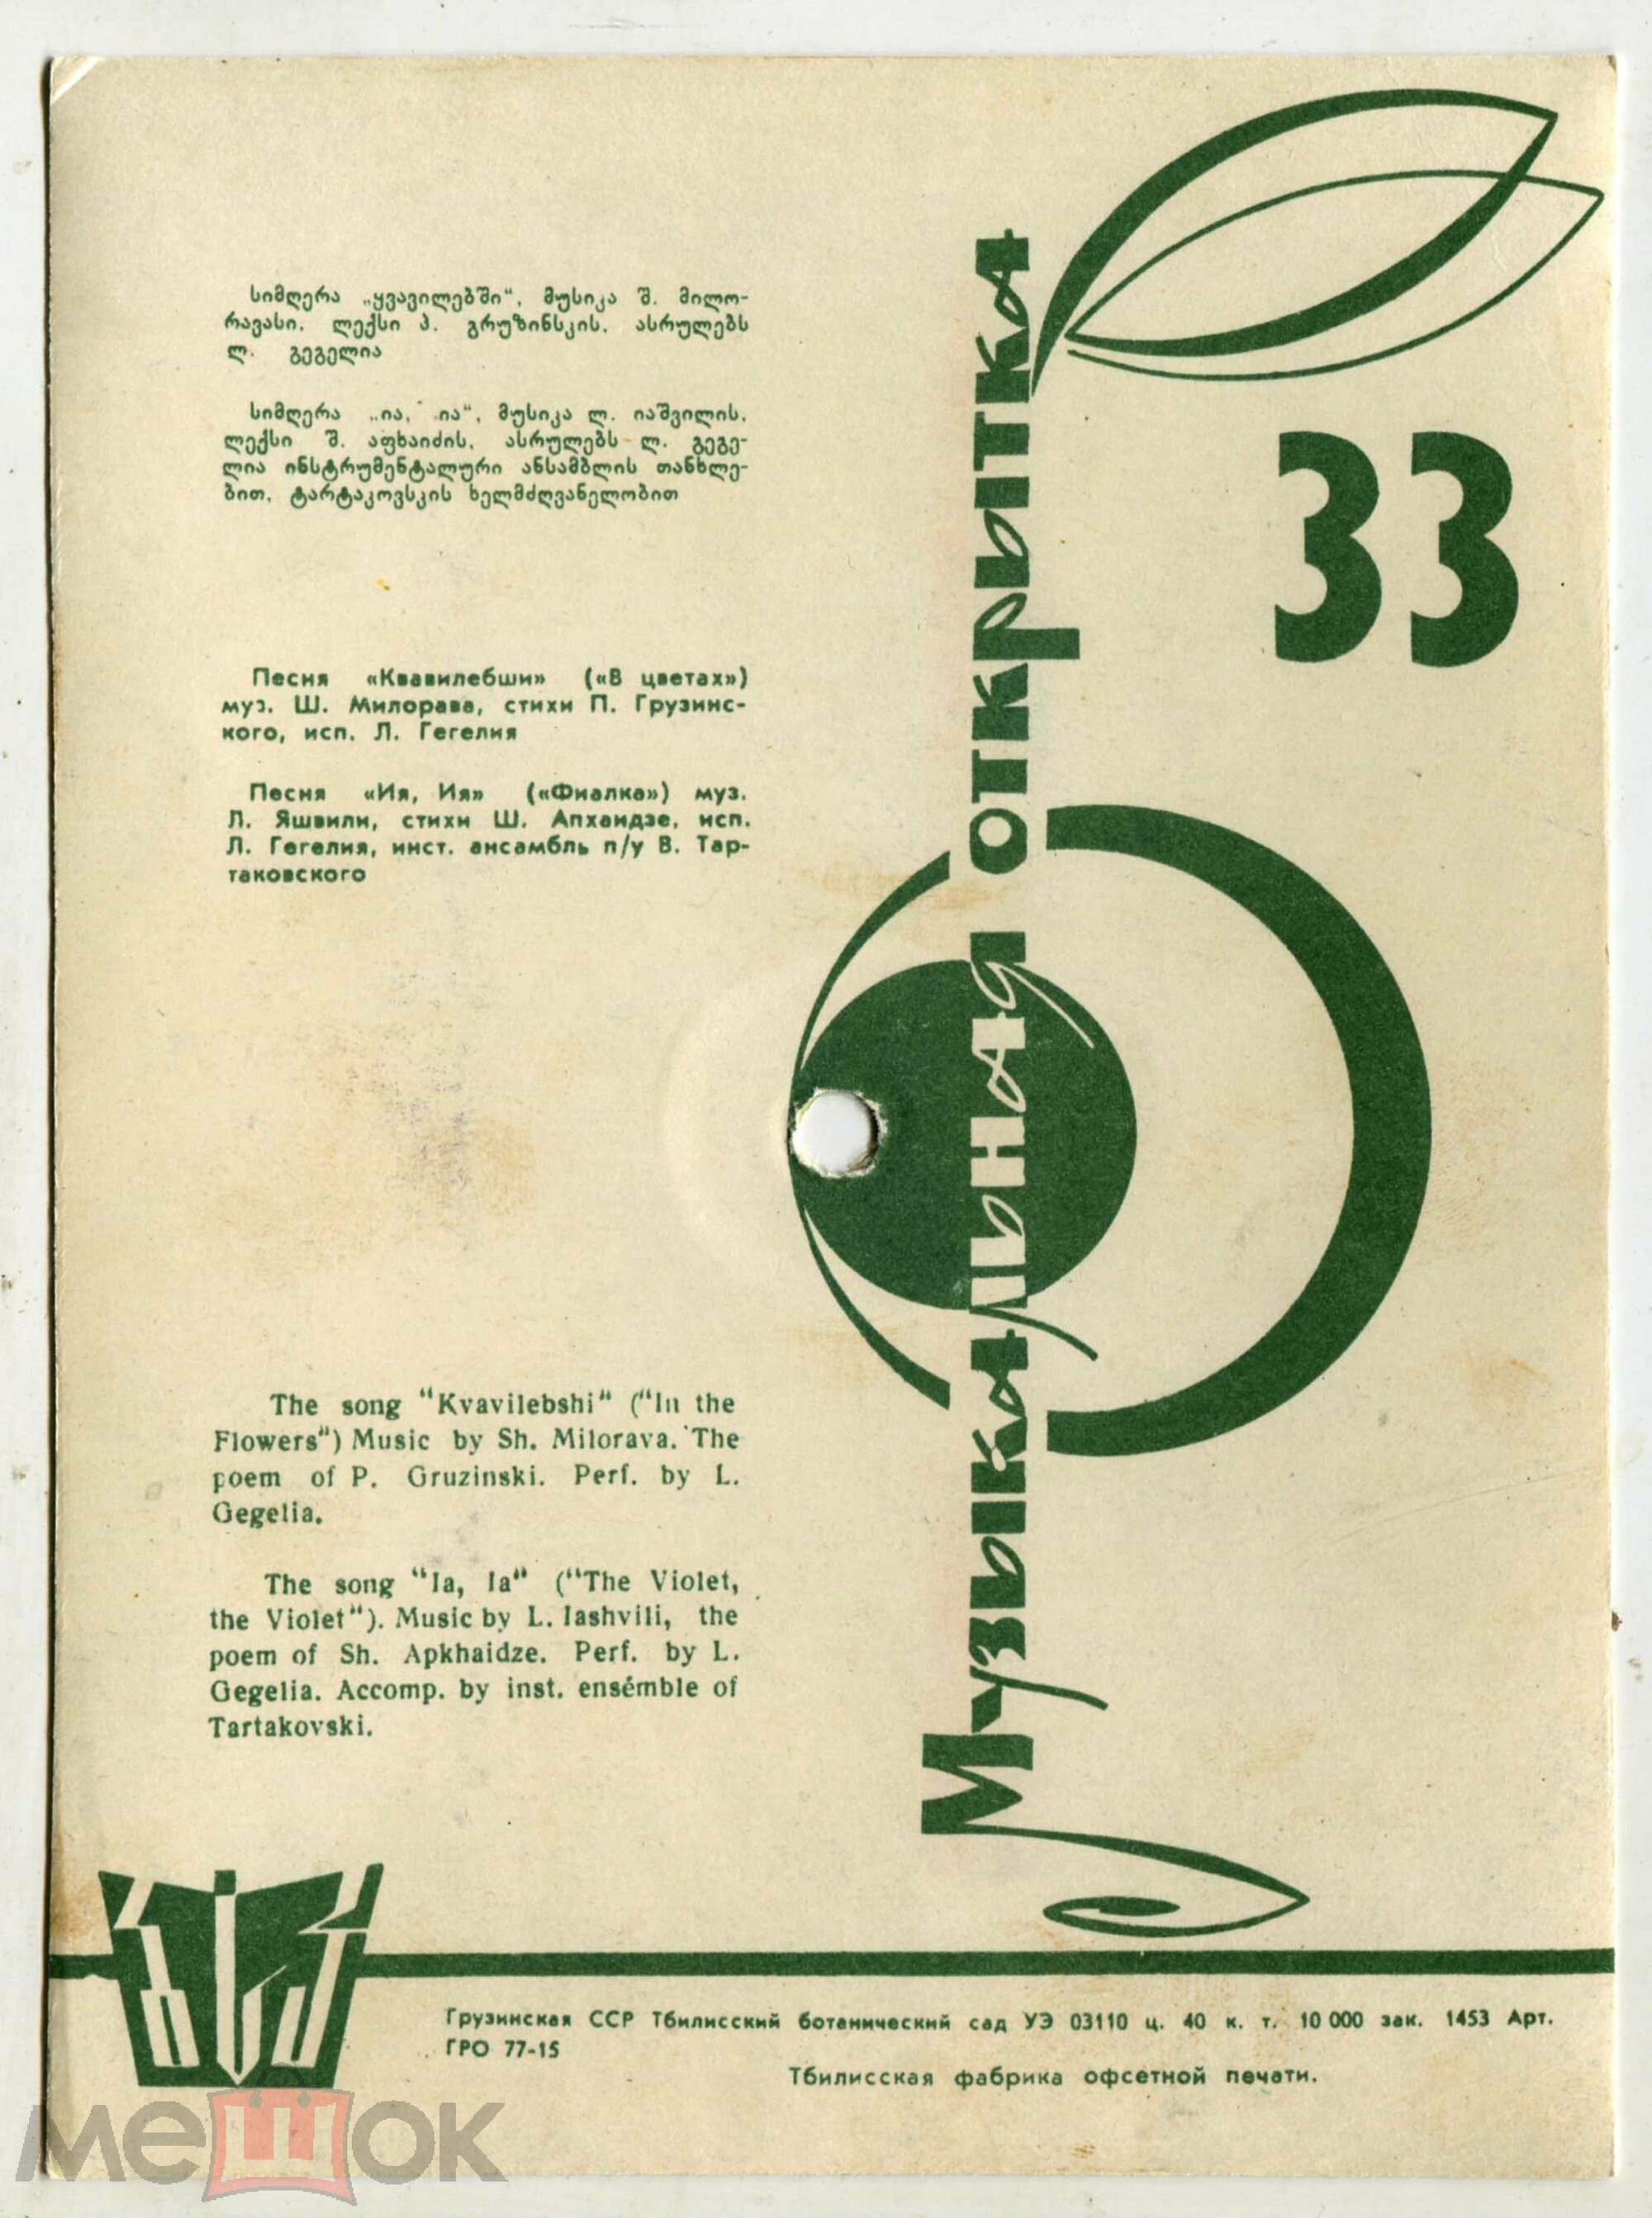 სიმღერა „ყვავილებში“, მუსიკა შ. მილო-
რავასი, ლექსი პ. გრუზინსკის, ასრულებს
ლ. გეგელია
სიმღერა „ია, ია“, მუსიკა ლ. იაშვილის,
ლექსი შ. აფხაიძის, ასრულებს ლ. გეგე-
ლია ინსტრუმენტალური ანსამბლის თანხლე-
ბით, ტარტაკოვსკის ხელმძღვანელობით
Песня «Квавилебши» («В цветах»)
муз. Ш. Милорава, стихи П. Грузинс-
кого, исп. Л. Гегелия
Песня «Ия, Ия» («Фиалка») муз.
Л. Яшвили, стихи Ш. Апхаидзе, исп.
Л. Гегелия, инст. ансамбль п/у В. Тар-
таковского
The song “Kvavilebshi“ (“In the
Flowers“) Music by Sh. Milorava. The
poem of P. Gruzinski. Perf. by L.
Gegelia.
The song “Ia, Ia“ (“The Violet,
the Violet“). Music by L. Iashvili, the
poem of Sh. Apkhaidze. Perf. by L.
Gegelia. Accomp. by inst. ensémble of
Tartakovski.
Музыкальная открытка
33
Грузинская ССР Тбилисский ботанический сад УЭ 03110 ц. 40 к. т. 10 000 зак. 1453 Арт.
ГРО 77-15
Тбилисская фабрика офсетной печати.
мешок